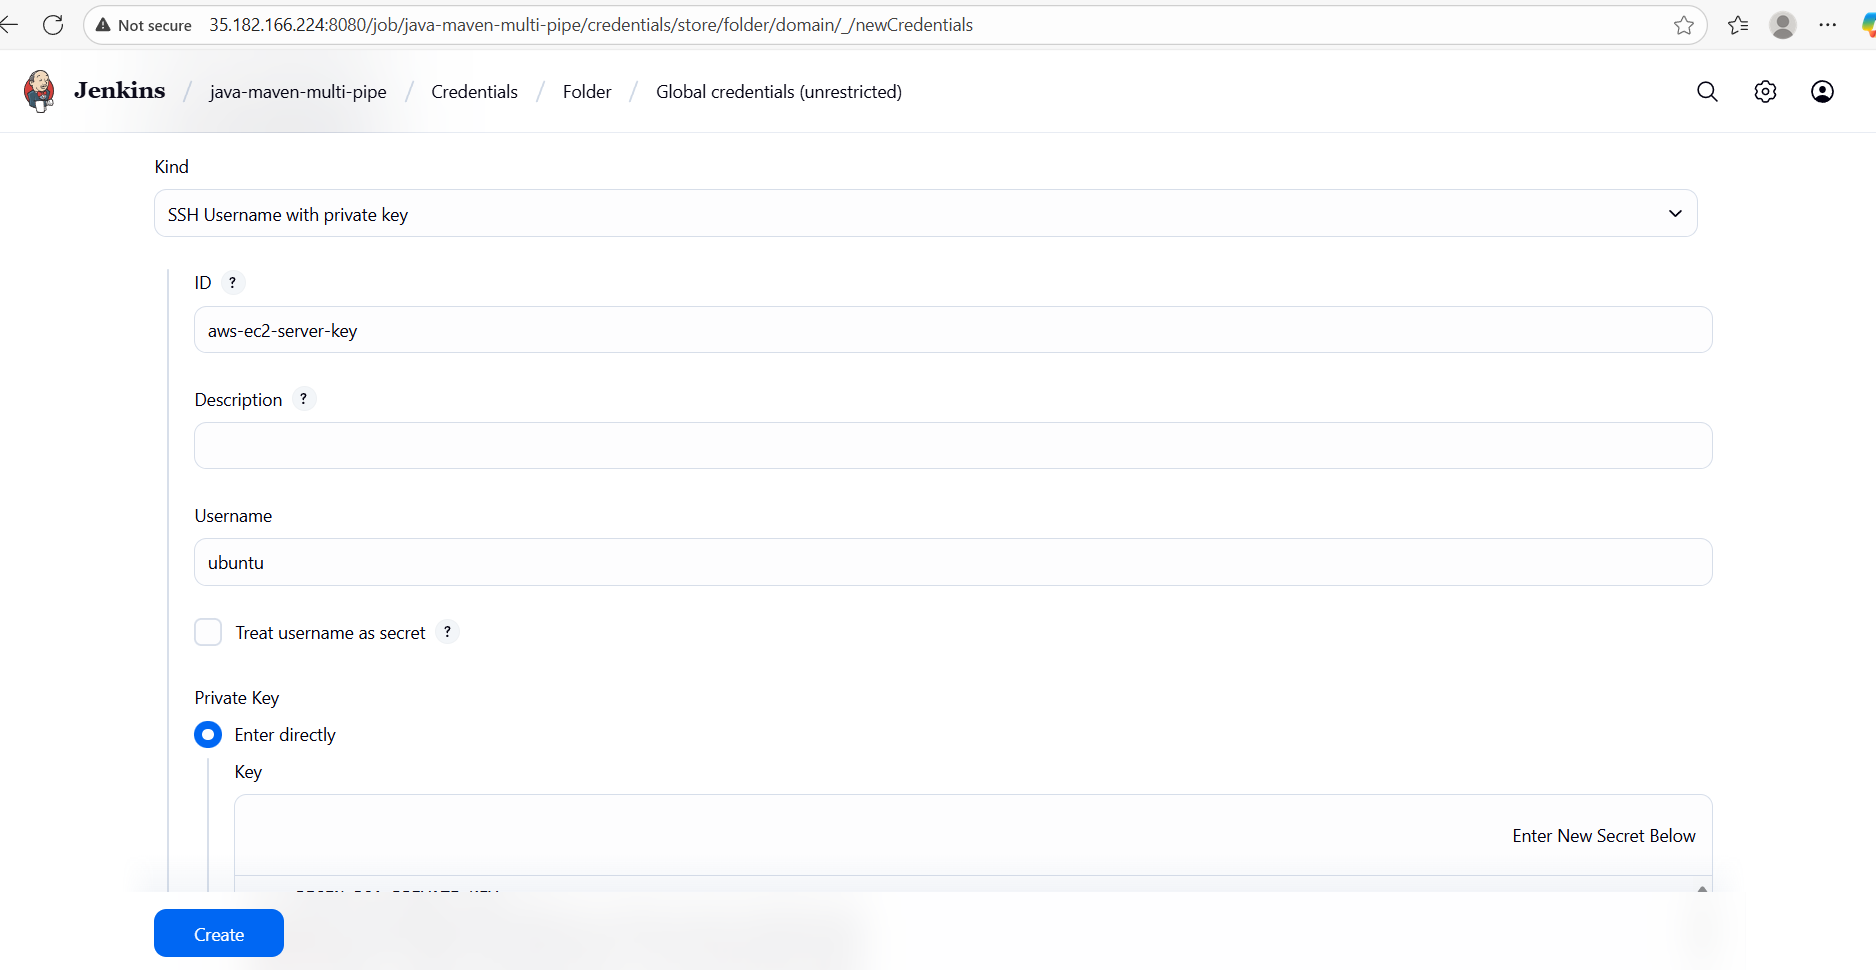 Not secure 35.182.166.224:8080/job/java-maven-multi-pipe/credentials/store/folder/domain/_/newCredentials
Jenkins / java-maven-multi-pipe / Credentials / Folder / Global credentials (unrestricted)
Kind
SSH Username with private key
ID ?
aws-ec2-server-key
Description ?
Username
ubuntu
Treat username as secret ?
Private Key
Enter directly
Key
Enter New Secret Below
Create